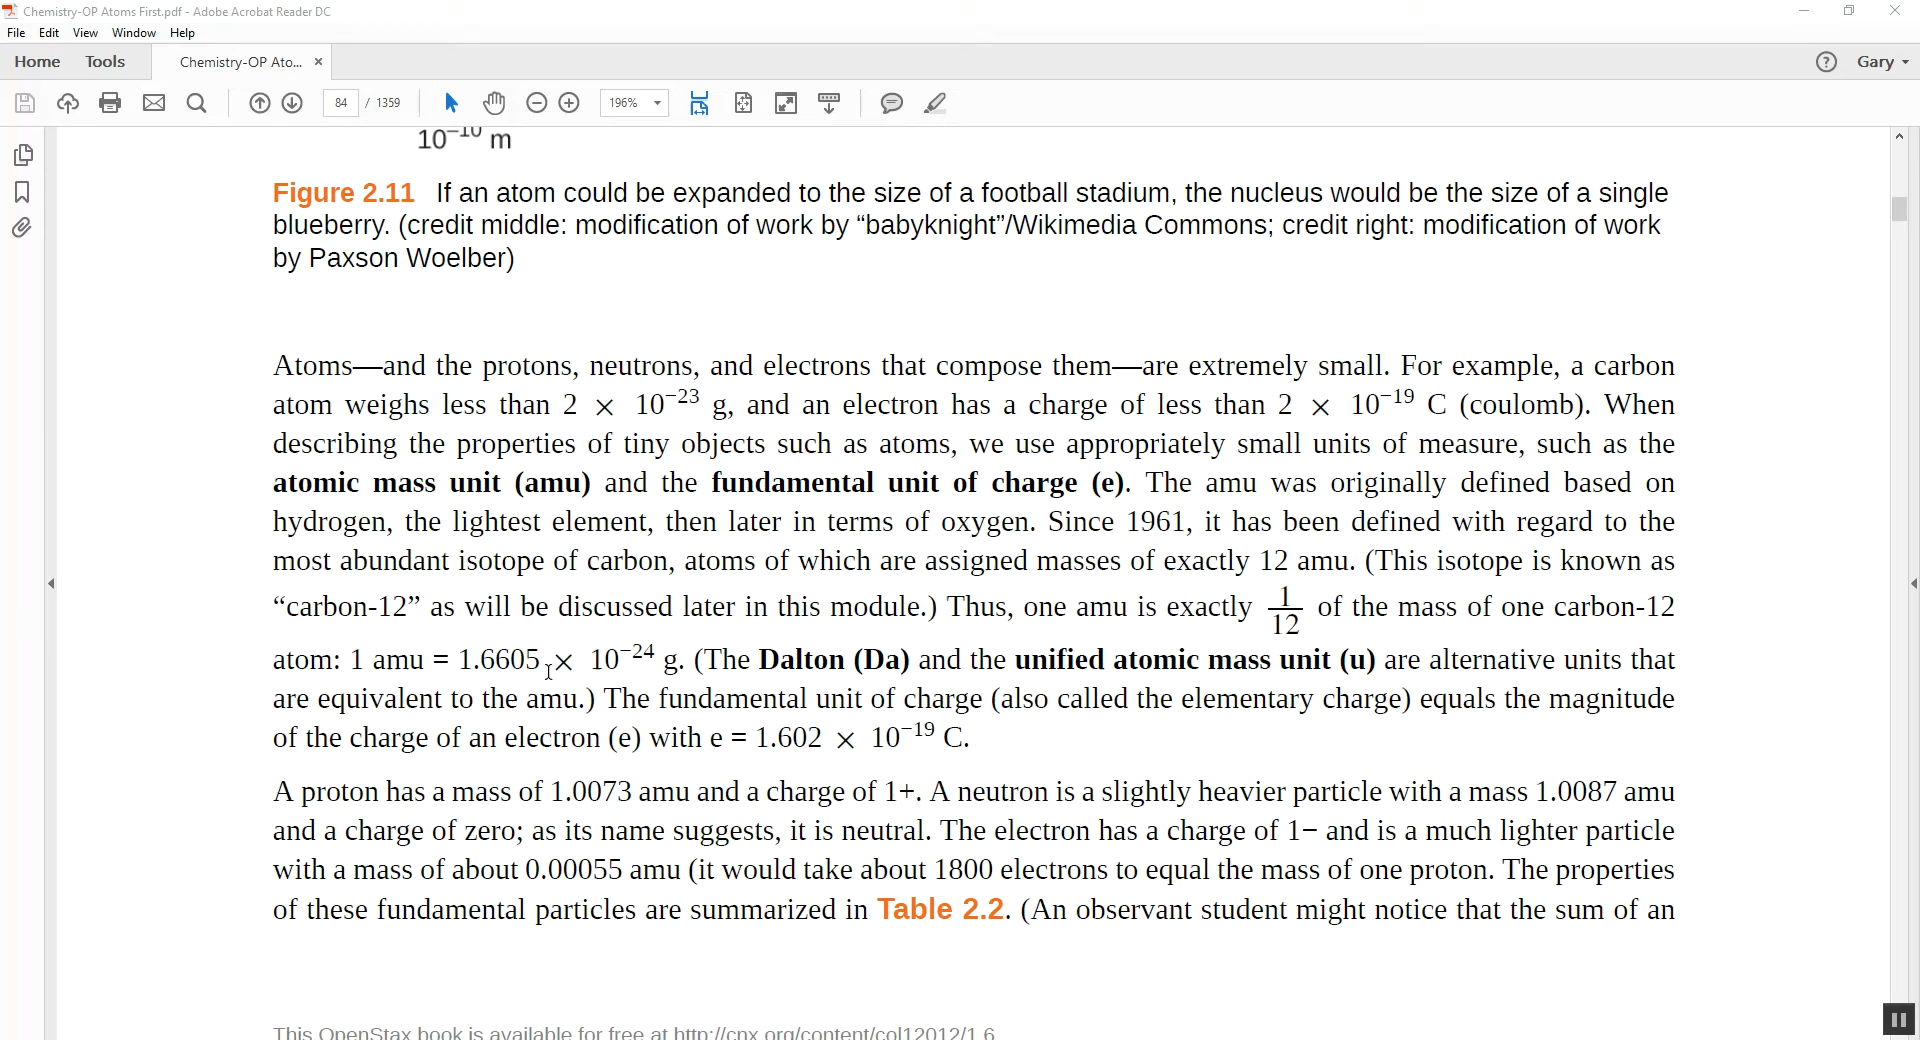 Chemistry-OP Atoms First.pdf - Adobe Acrobat Reader DC
File Edit View Window Help
Home Tools Chemistry-OP Ato... × Gary
84 / 1359 196%
10⁻¹⁰ m
Figure 2.11 If an atom could be expanded to the size of a football stadium, the nucleus would be the size of a single
blueberry. (credit middle: modification of work by “babyknight”/Wikimedia Commons; credit right: modification of work
by Paxson Woelber)
Atoms—and the protons, neutrons, and electrons that compose them—are extremely small. For example, a carbon
atom weighs less than 2 × 10⁻²³ g, and an electron has a charge of less than 2 × 10⁻¹⁹ C (coulomb). When
describing the properties of tiny objects such as atoms, we use appropriately small units of measure, such as the
atomic mass unit (amu) and the fundamental unit of charge (e). The amu was originally defined based on
hydrogen, the lightest element, then later in terms of oxygen. Since 1961, it has been defined with regard to the
most abundant isotope of carbon, atoms of which are assigned masses of exactly 12 amu. (This isotope is known as
“carbon-12” as will be discussed later in this module.) Thus, one amu is exactly 1/12 of the mass of one carbon-12
atom: 1 amu = 1.6605 × 10⁻²⁴ g. (The Dalton (Da) and the unified atomic mass unit (u) are alternative units that
are equivalent to the amu.) The fundamental unit of charge (also called the elementary charge) equals the magnitude
of the charge of an electron (e) with e = 1.602 × 10⁻¹⁹ C.
A proton has a mass of 1.0073 amu and a charge of 1+. A neutron is a slightly heavier particle with a mass 1.0087 amu
and a charge of zero; as its name suggests, it is neutral. The electron has a charge of 1− and is a much lighter particle
with a mass of about 0.00055 amu (it would take about 1800 electrons to equal the mass of one proton. The properties
of these fundamental particles are summarized in Table 2.2. (An observant student might notice that the sum of an
This OpenStax book is available for free at http://cnx.org/content/col12012/1.6